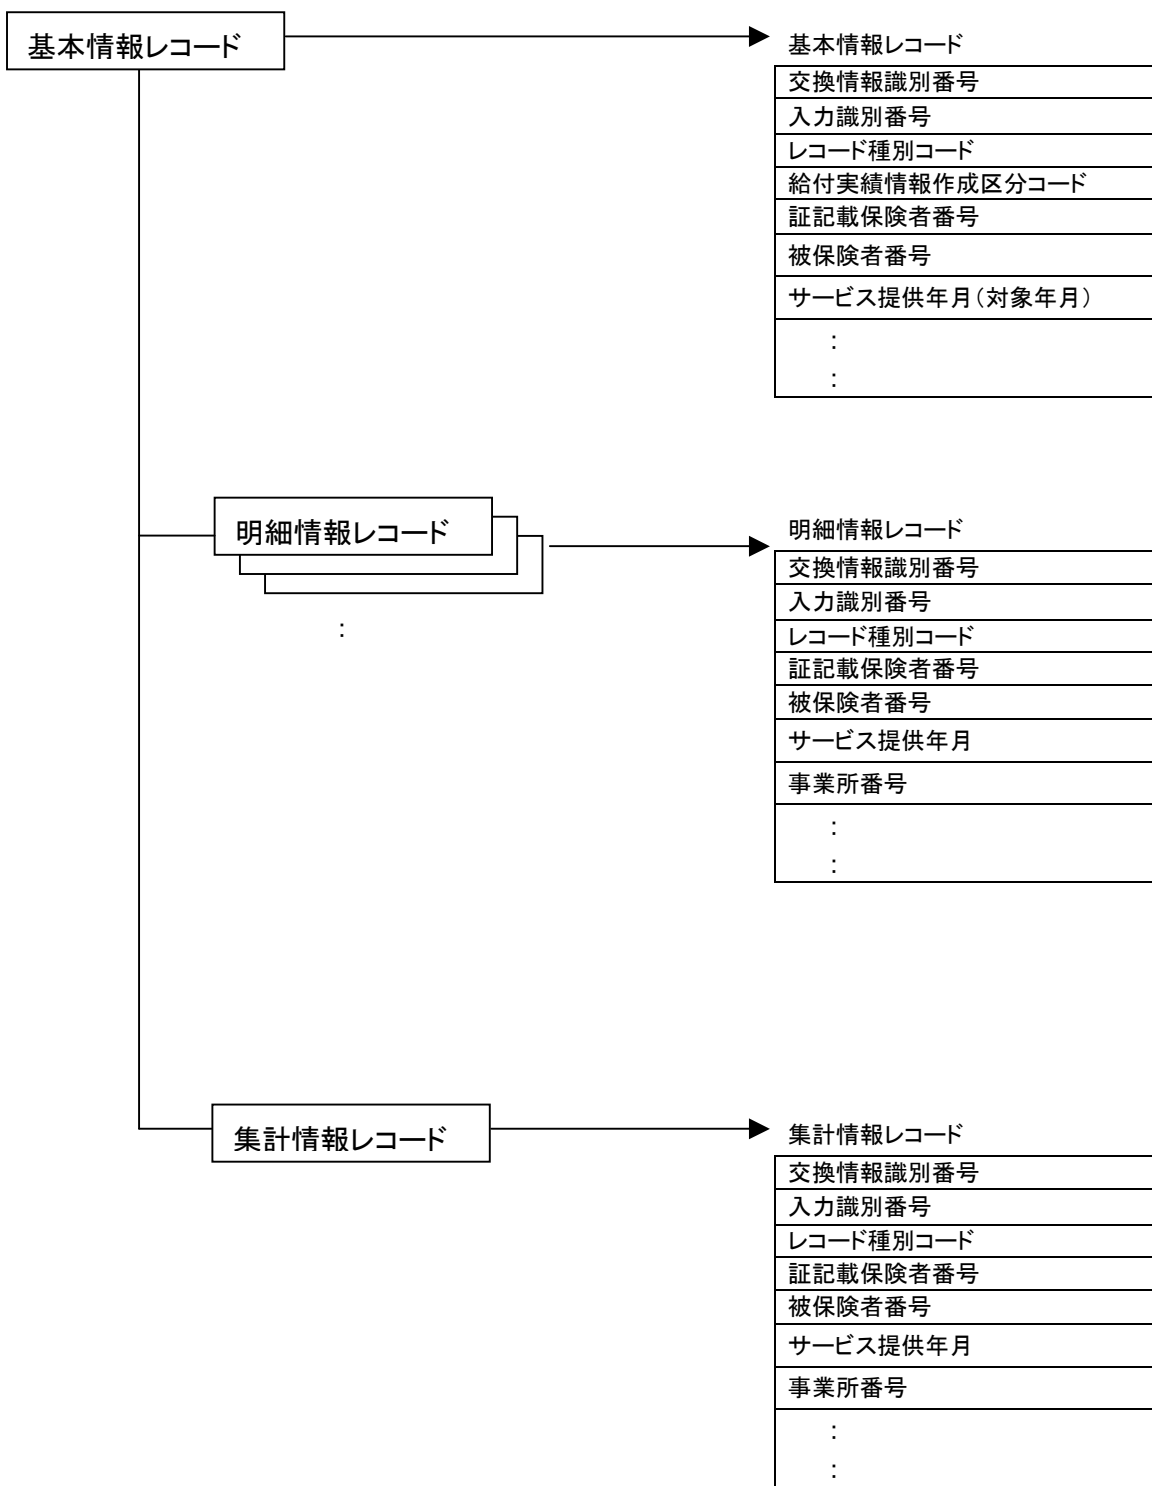 基本情報レコード
基本情報レコード
交換情報識別番号
入力識別番号
レコード種別コード
給付実績情報作成区分コード
証記載保険者番号
被保険者番号
サービス提供年月(対象年月)
:
:
明細情報レコード
:
明細情報レコード
交換情報識別番号
入力識別番号
レコード種別コード
証記載保険者番号
被保険者番号
サービス提供年月
事業所番号
:
:
集計情報レコード
集計情報レコード
交換情報識別番号
入力識別番号
レコード種別コード
証記載保険者番号
被保険者番号
サービス提供年月
事業所番号
:
: